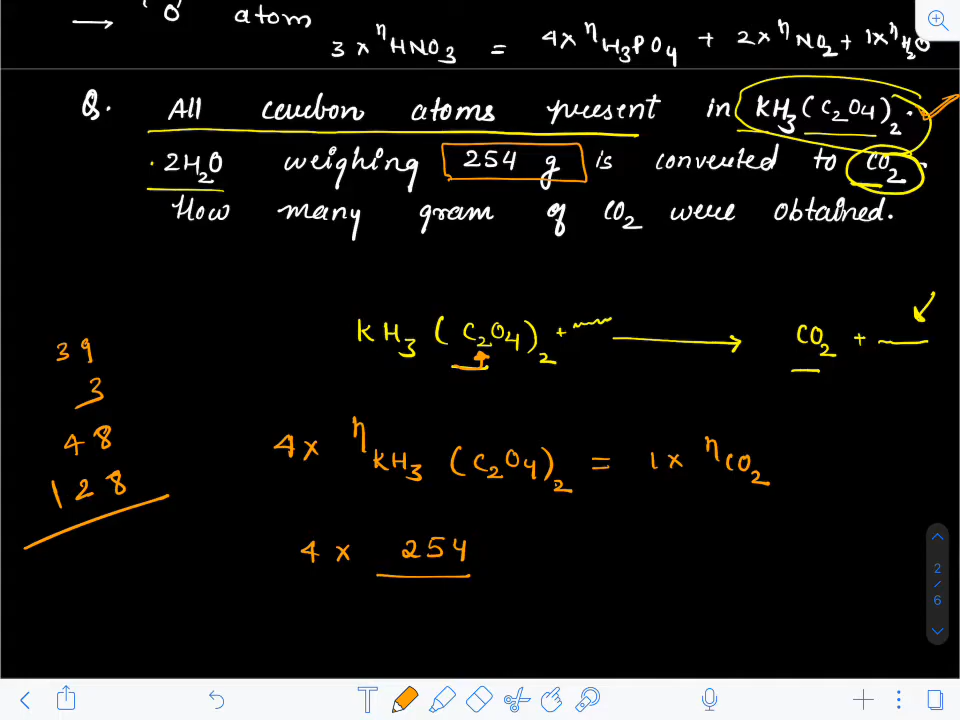 → 'O' atom
3 x ηHNO3 = 4x ηH3PO4 + 2x ηNO2 + 1x ηH2O
Q. All carbon atoms present in KH3(C2O4)2.
.2H2O weighing 254 g is converted to CO2.
How many gram of CO2 were obtained.
KH3(C2O4)2 + → CO2 +
39
3
48
128
4x ηKH3(C2O4)2 = 1x ηCO2
4 x 254
2/6
T